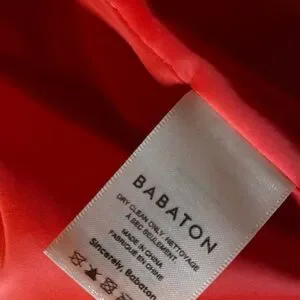 BABATON
DRY CLEAN ONLY. NETTOYAGE
À SEC SEULEMENT.
MADE IN CHINA
FABRIQUÉ EN CHINE
Sincerely, Babaton